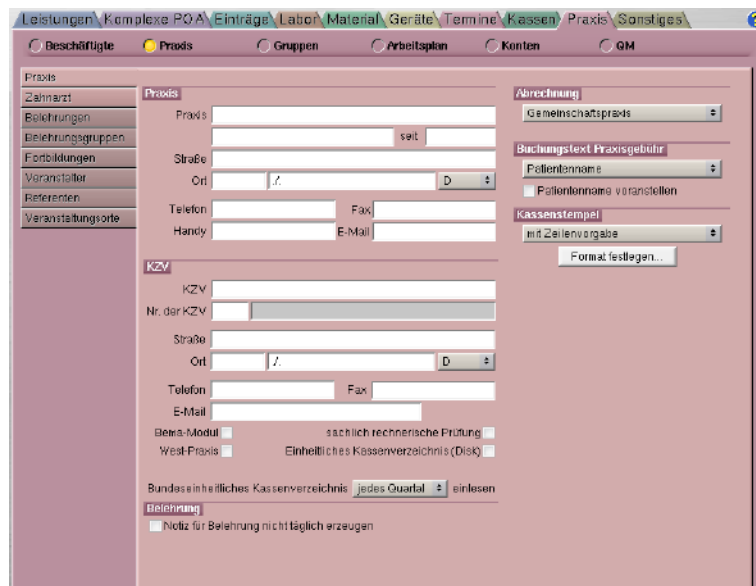 Leistungen Komplexe POA Einträge Labor Material Geräte Termine Kassen Praxis Sonstiges ?
Beschäftigte Praxis Gruppen Arbeitsplan Konten QM
Praxis
Zahnarzt
Belehrungen
Belehrungsgruppen
Fortbildungen
Veranstalter
Referenten
Veranstaltungsorte
Praxis
Praxis
seit
Straße
Ort ./. D
Telefon Fax
Handy E-Mail
KZV
KZV
Nr. der KZV
Straße
Ort ./. D
Telefon Fax
E-Mail
Bema-Modul sachlich rechnerische Prüfung
West-Praxis Einheitliches Kassenverzeichnis (Disk)
Bundeseinheitliches Kassenverzeichnis jedes Quartal einlesen
Belehrung
Notiz für Belehrung nicht täglich erzeugen
Abrechnung
Gemeinschaftspraxis
Buchungstext Praxisgebühr
Patientenname
Patientenname voranstellen
Kassenstempel
mit Zeilenvorgabe
Format festlegen...